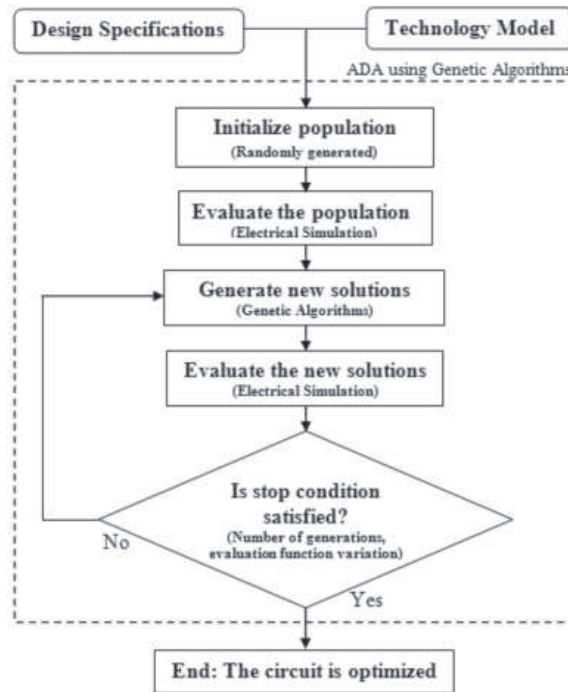 Design Specifications
Technology Model
ADA using Genetic Algorithms
Initialize population
(Randomly generated)
Evaluate the population
(Electrical Simulation)
Generate new solutions
(Genetic Algorithms)
Evaluate the new solutions
(Electrical Simulation)
Is stop condition
satisfied?
(Number of generations,
evaluation function variation)
No
Yes
End: The circuit is optimized